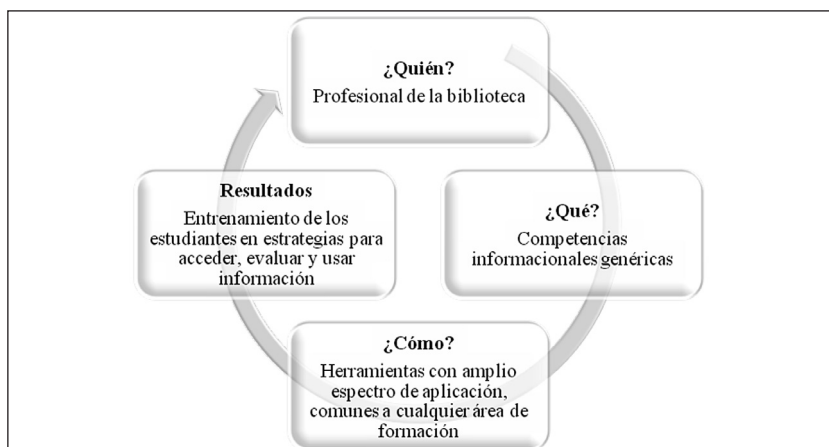 ¿Quién?
Profesional de la biblioteca
¿Qué?
Competencias
informacionales genéricas
¿Cómo?
Herramientas con amplio
espectro de aplicación,
comunes a cualquier área de
formación
Resultados
Entrenamiento de los
estudiantes en estrategias para
acceder, evaluar y usar
información